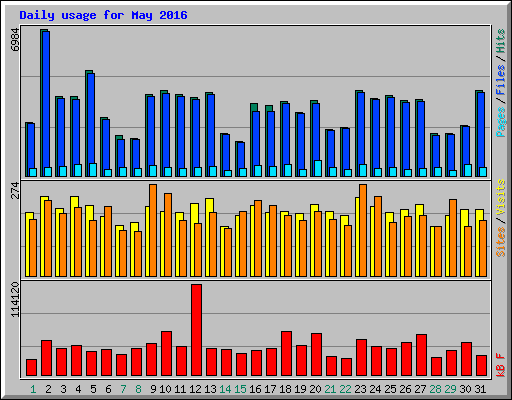 Daily usage for May 2016
6984
Pages/Files/Hits
274
Sites/Visits
114120
kB F
1 2 3 4 5 6 7 8 9 10 11 12 13 14 15 16 17 18 19 20 21 22 23 24 25 26 27 28 29 30 31